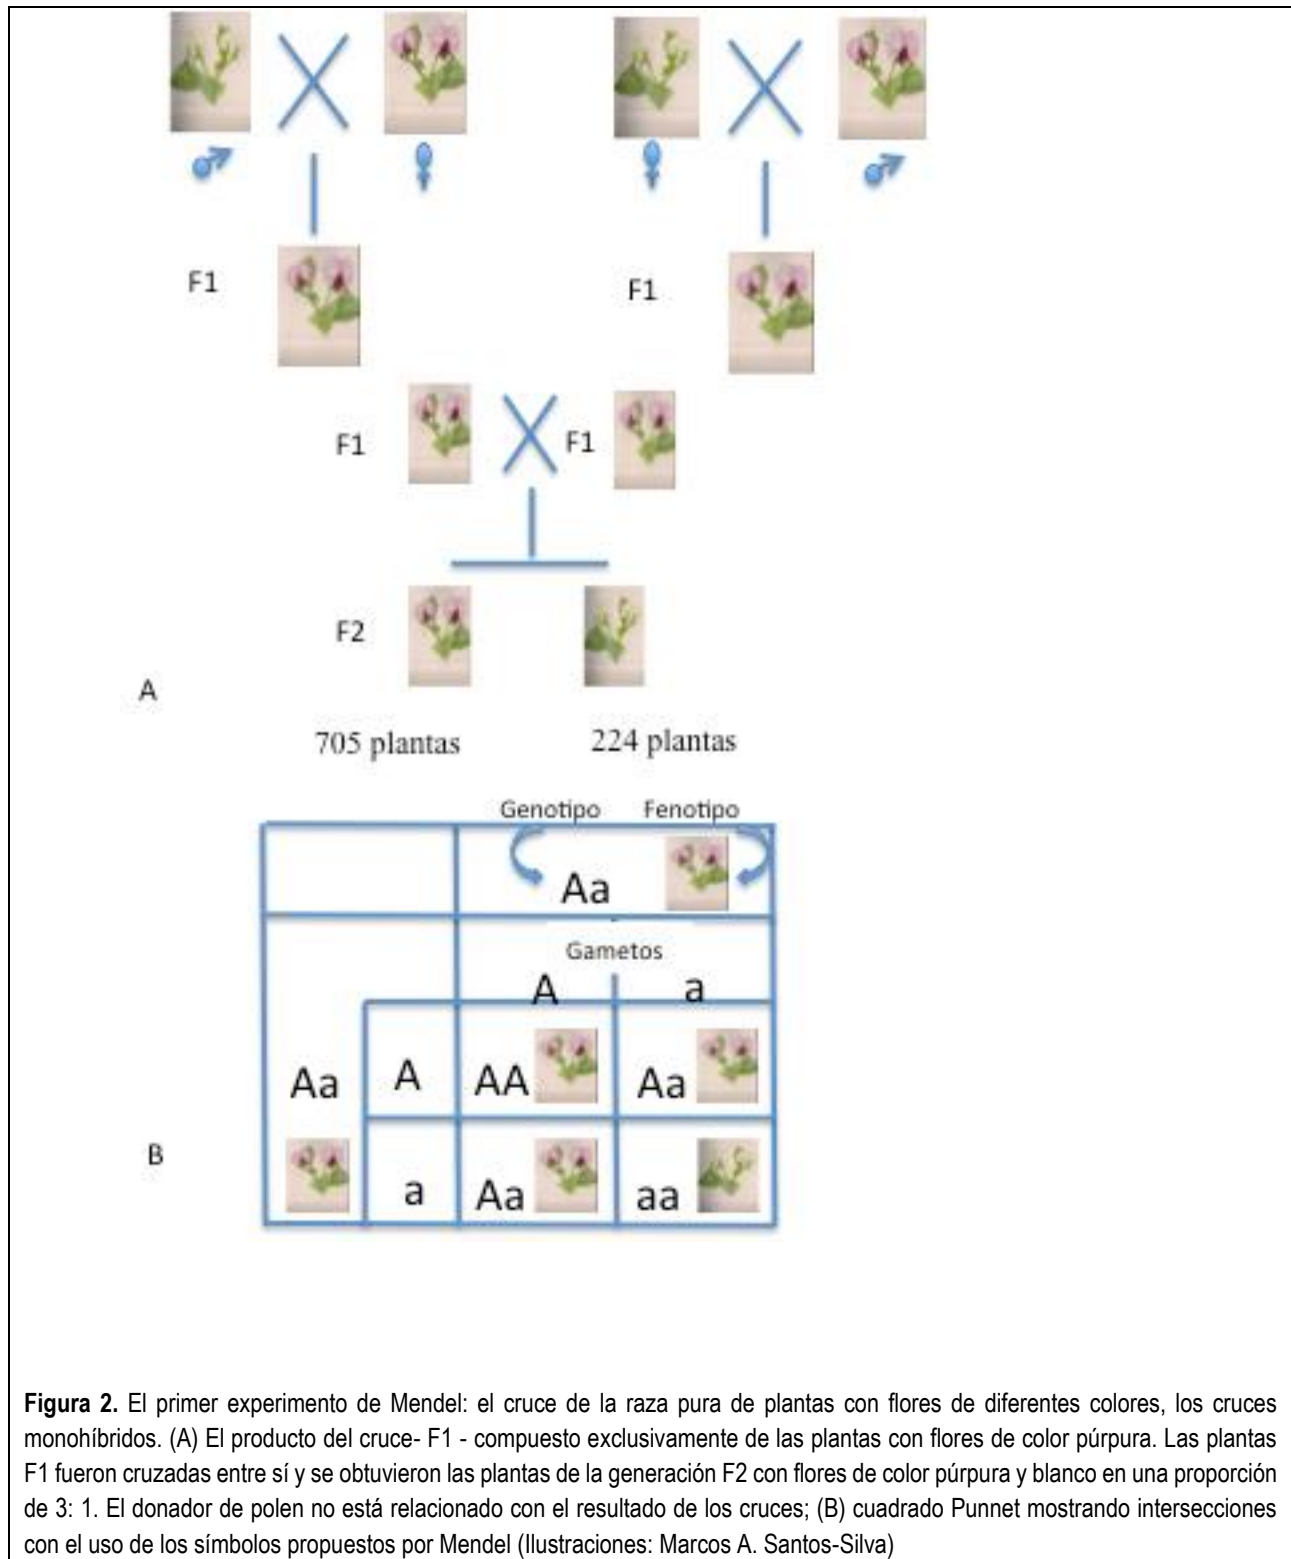 F1
F1
F1
F1
F2
A
705 plantas
224 plantas
Genotipo
Fenotipo
Aa
Gametos
A
a
Aa
A
AA
Aa
B
a
Aa
aa
Figura 2. El primer experimento de Mendel: el cruce de la raza pura de plantas con flores de diferentes colores, los cruces
monohíbridos. (A) El producto del cruce- F1 - compuesto exclusivamente de las plantas con flores de color púrpura. Las plantas
F1 fueron cruzadas entre sí y se obtuvieron las plantas de la generación F2 con flores de color púrpura y blanco en una proporción
de 3: 1. El donador de polen no está relacionado con el resultado de los cruces; (B) cuadrado Punnet mostrando intersecciones
con el uso de los símbolos propuestos por Mendel (Ilustraciones: Marcos A. Santos-Silva)